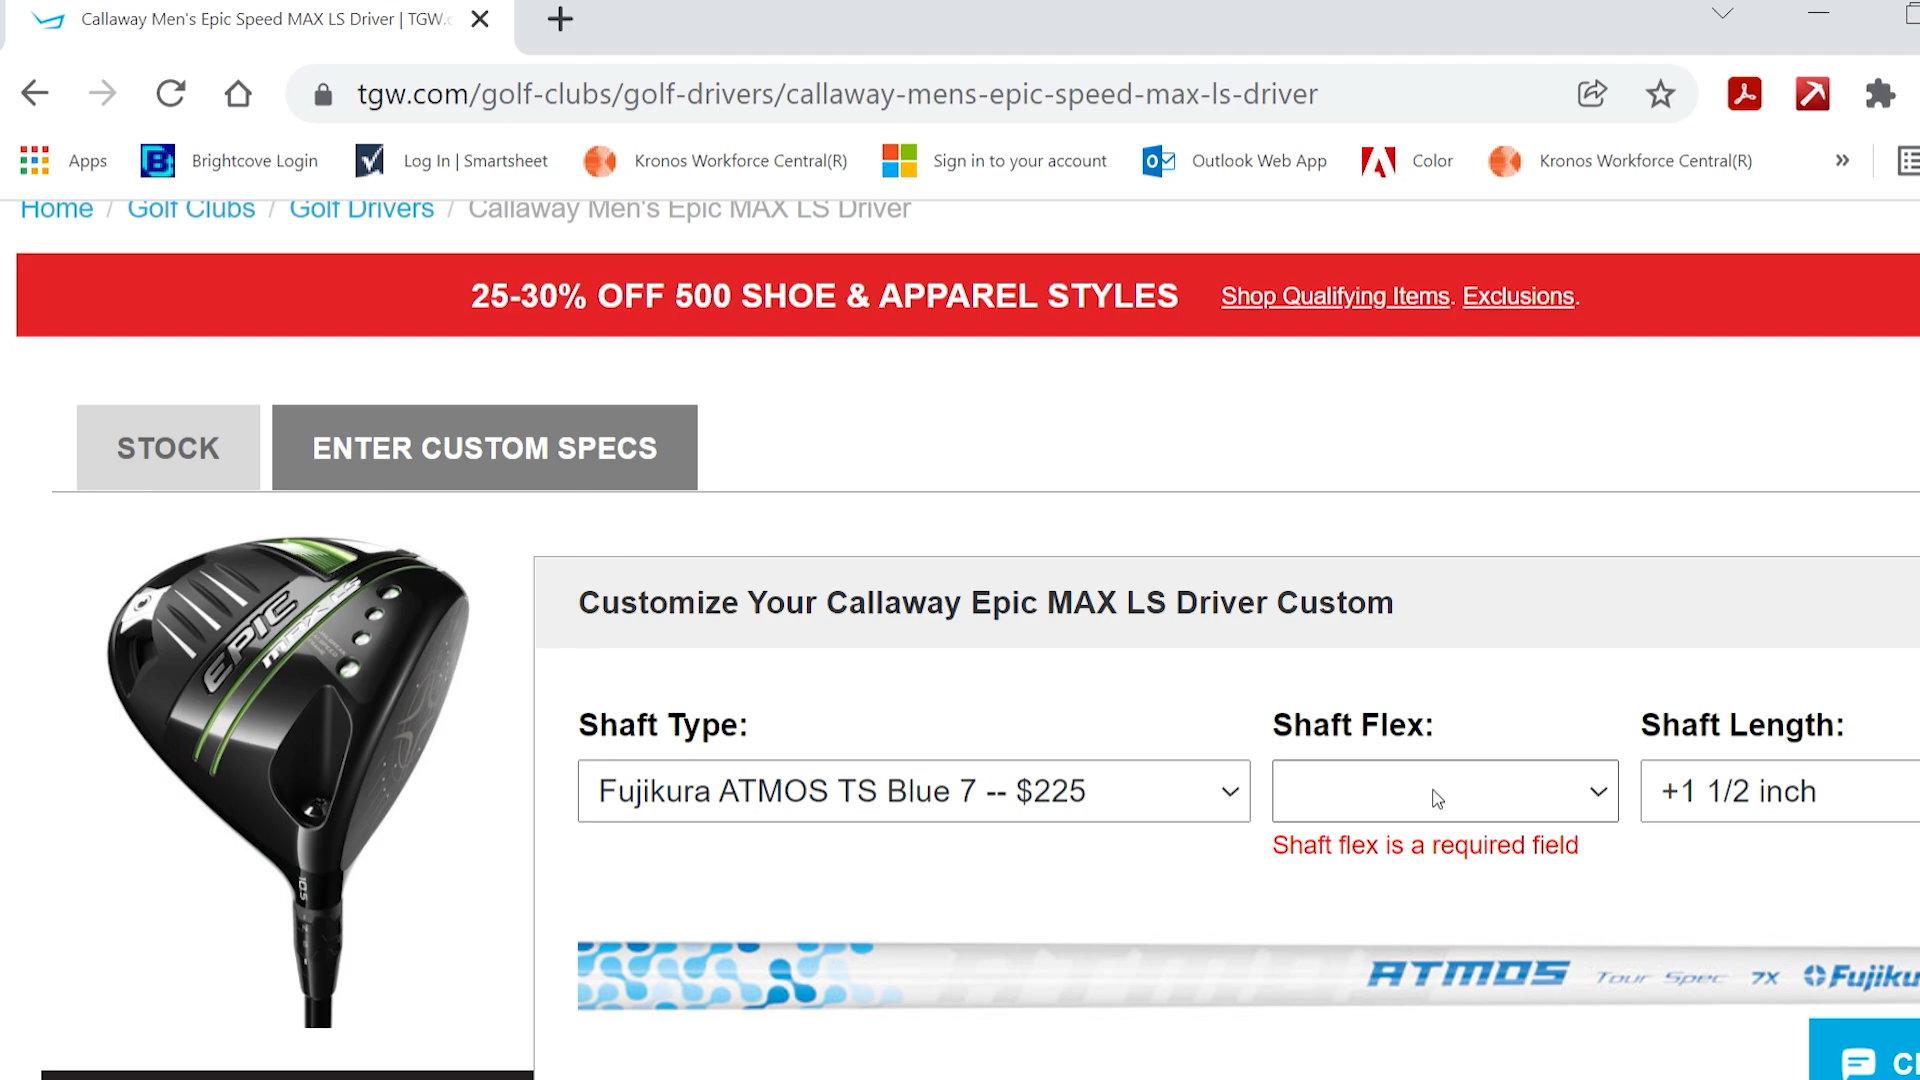 Callaway Men's Epic Speed MAX LS Driver | TGW.c
tgw.com/golf-clubs/golf-drivers/callaway-mens-epic-speed-max-ls-driver
Apps Brightcove Login Log In | Smartsheet Kronos Workforce Central(R) Sign in to your account Outlook Web App Color Kronos Workforce Central(R) »
Home / Golf Clubs / Golf Drivers / Callaway Men's Epic MAX LS Driver
25-30% OFF 500 SHOE & APPAREL STYLES Shop Qualifying Items. Exclusions.
STOCK ENTER CUSTOM SPECS
EPIC
MAX LS
10.5
Customize Your Callaway Epic MAX LS Driver Custom
Shaft Type: Shaft Flex: Shaft Length:
Fujikura ATMOS TS Blue 7 -- $225 +1 1/2 inch
Shaft flex is a required field
ATMOS Tour Spec 7X Fujiku